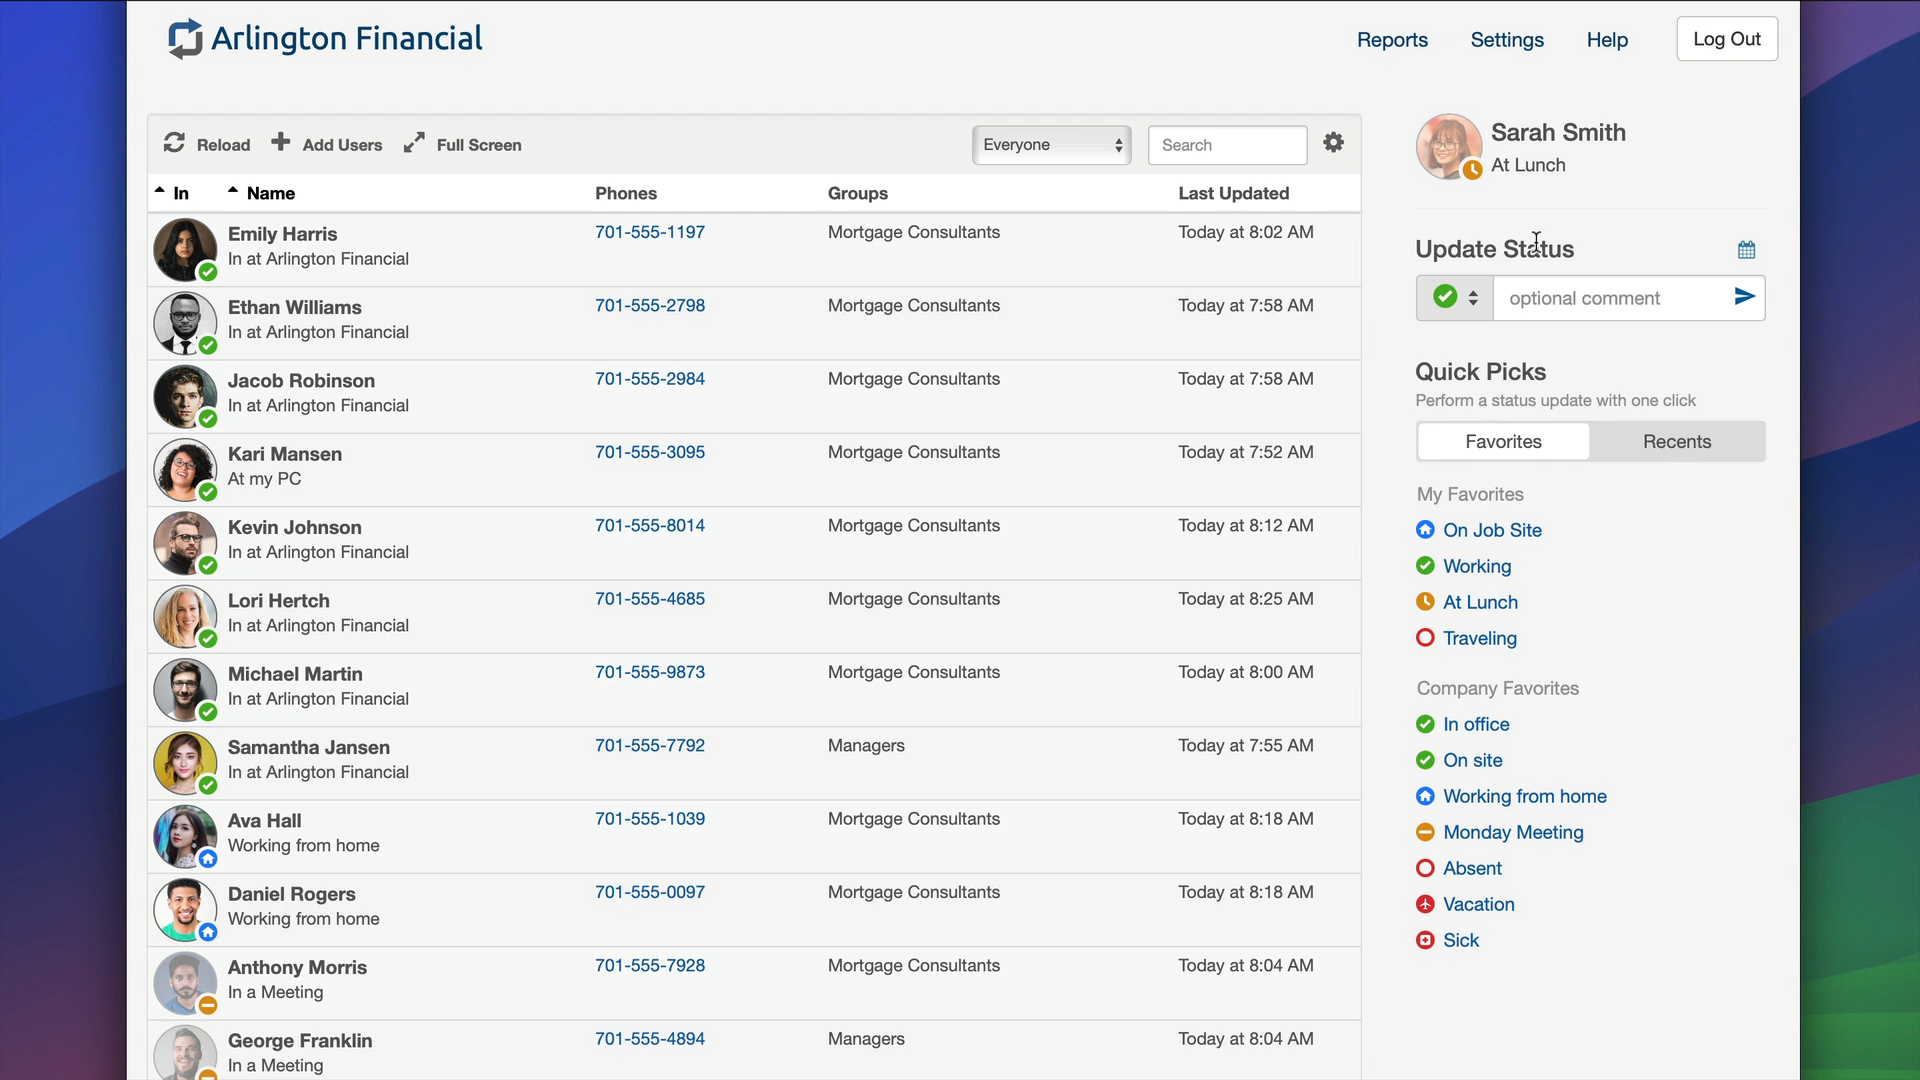 Arlington Financial
Reports Settings Help Log Out
Reload Add Users Full Screen Everyone Search
In Name Phones Groups Last Updated
Emily Harris 701-555-1197 Mortgage Consultants Today at 8:02 AM
In at Arlington Financial
Ethan Williams 701-555-2798 Mortgage Consultants Today at 7:58 AM
In at Arlington Financial
Jacob Robinson 701-555-2984 Mortgage Consultants Today at 7:58 AM
In at Arlington Financial
Kari Mansen 701-555-3095 Mortgage Consultants Today at 7:52 AM
At my PC
Kevin Johnson 701-555-8014 Mortgage Consultants Today at 8:12 AM
In at Arlington Financial
Lori Hertch 701-555-4685 Mortgage Consultants Today at 8:25 AM
In at Arlington Financial
Michael Martin 701-555-9873 Mortgage Consultants Today at 8:00 AM
In at Arlington Financial
Samantha Jansen 701-555-7792 Managers Today at 7:55 AM
In at Arlington Financial
Ava Hall 701-555-1039 Mortgage Consultants Today at 8:18 AM
Working from home
Daniel Rogers 701-555-0097 Mortgage Consultants Today at 8:18 AM
Working from home
Anthony Morris 701-555-7928 Mortgage Consultants Today at 8:04 AM
In a Meeting
George Franklin 701-555-4894 Managers Today at 8:04 AM
In a Meeting
Sarah Smith
At Lunch
Update Status
optional comment
Quick Picks
Perform a status update with one click
Favorites Recents
My Favorites
On Job Site
Working
At Lunch
Traveling
Company Favorites
In office
On site
Working from home
Monday Meeting
Absent
Vacation
Sick